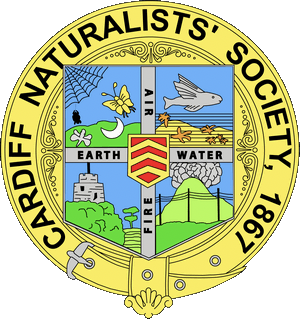 CARDIFF NATURALISTS' SOCIETY 1867
AIR
EARTH WATER
FIRE